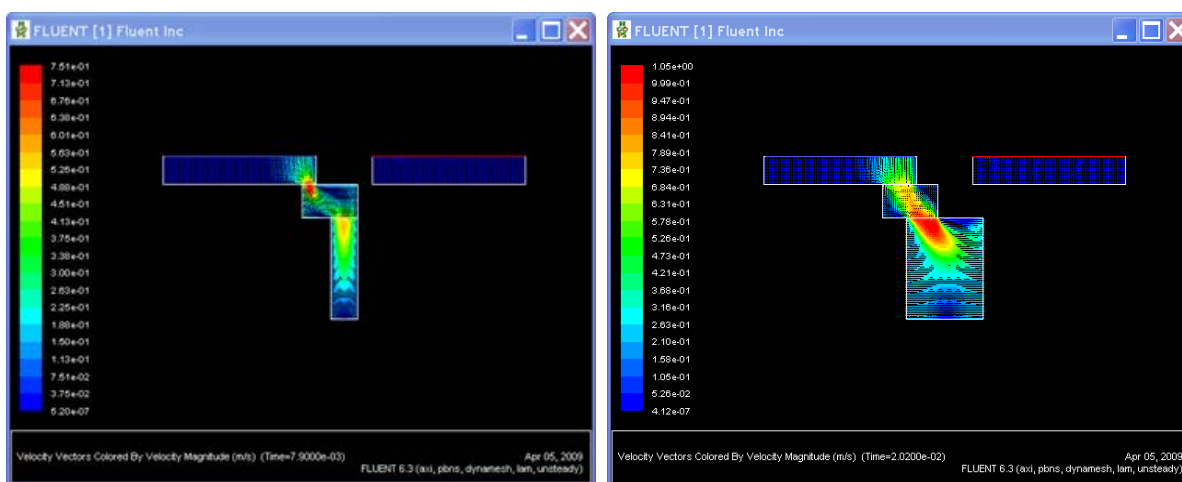 FLUENT [1] Fluent Inc
7.51e-01
7.13e-01
6.76e-01
6.38e-01
6.01e-01
5.63e-01
5.26e-01
4.88e-01
4.51e-01
4.13e-01
3.75e-01
3.38e-01
3.00e-01
2.63e-01
2.25e-01
1.88e-01
1.50e-01
1.13e-01
7.51e-02
3.75e-02
5.20e-07
Velocity Vectors Colored By Velocity Magnitude (m/s) (Time=7.9000e-03)
Apr 05, 2009
FLUENT 6.3 (axi, pbns, dynamesh, lam, unsteady)
FLUENT [1] Fluent Inc
1.05e+00
9.99e-01
9.47e-01
8.94e-01
8.41e-01
7.89e-01
7.36e-01
6.84e-01
6.31e-01
5.78e-01
5.26e-01
4.73e-01
4.21e-01
3.68e-01
3.16e-01
2.63e-01
2.10e-01
1.58e-01
1.05e-01
5.26e-02
4.12e-07
Velocity Vectors Colored By Velocity Magnitude (m/s) (Time=2.0200e-02)
Apr 05, 2009
FLUENT 6.3 (axi, pbns, dynamesh, lam, unsteady)